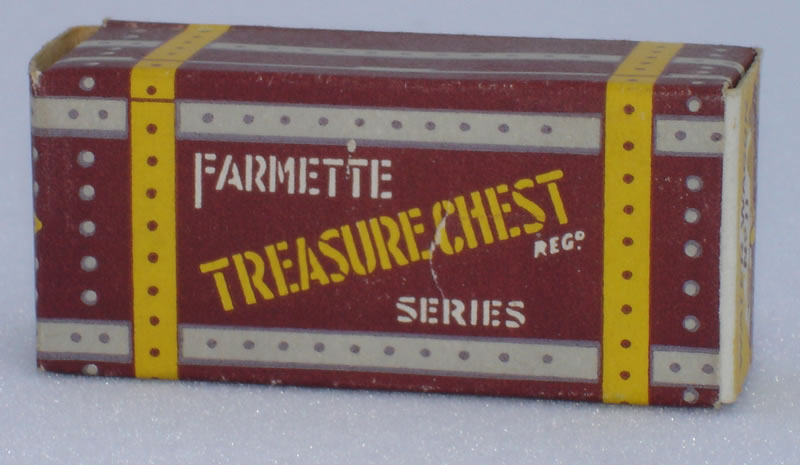 FARMETTE
TREASURE CHEST
REGD.
SERIES